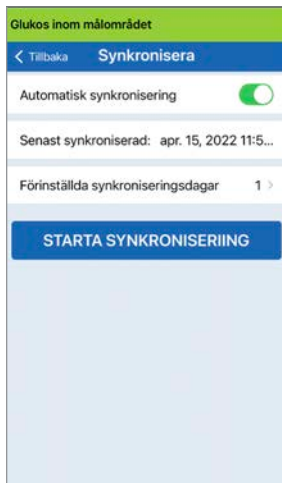 Glukos inom målområdet
Tillbaka Synkronisera
Automatisk synkronisering
Senast synkroniserad: apr. 15, 2022 11:5...
Förinställda synkroniseringsdagar 1
STARTA SYNKRONISERIING